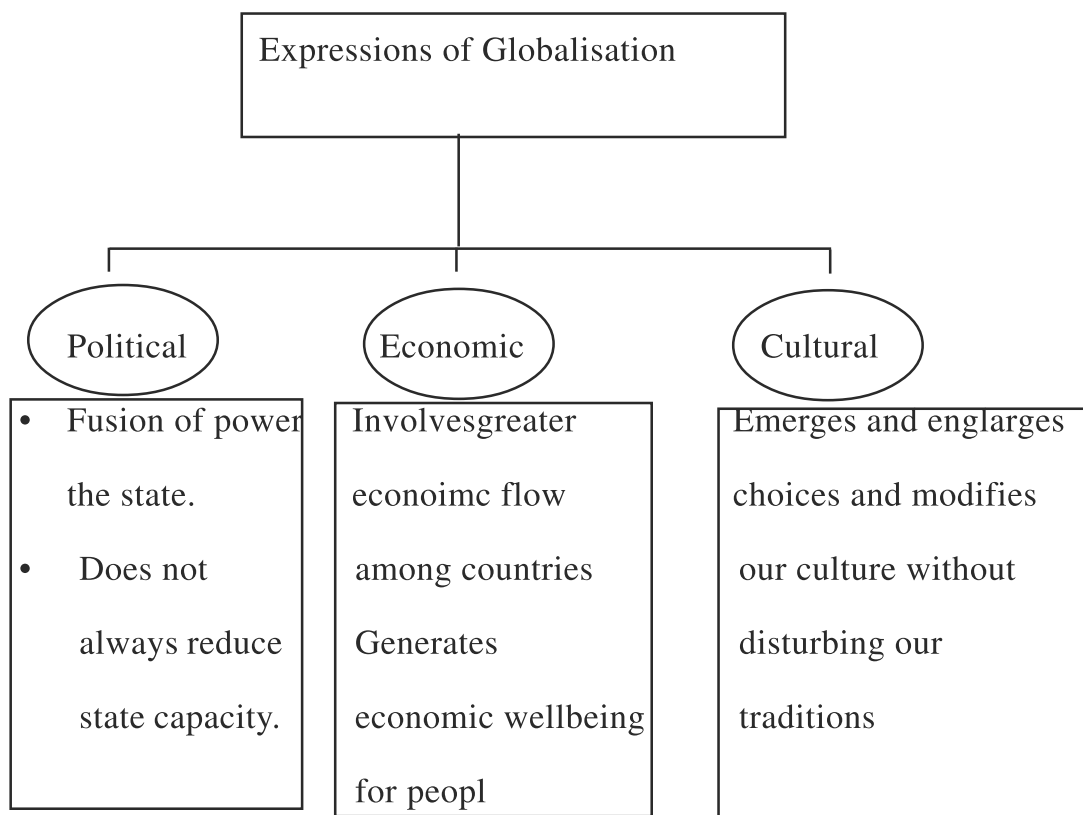 Expressions of Globalisation
Political
• Fusion of power
the state.
• Does not
always reduce
state capacity.
Economic
Involvesgreater
econoimc flow
among countries
Generates
economic wellbeing
for peopl
Cultural
Emerges and englarges
choices and modifies
our culture without
disturbing our
traditions